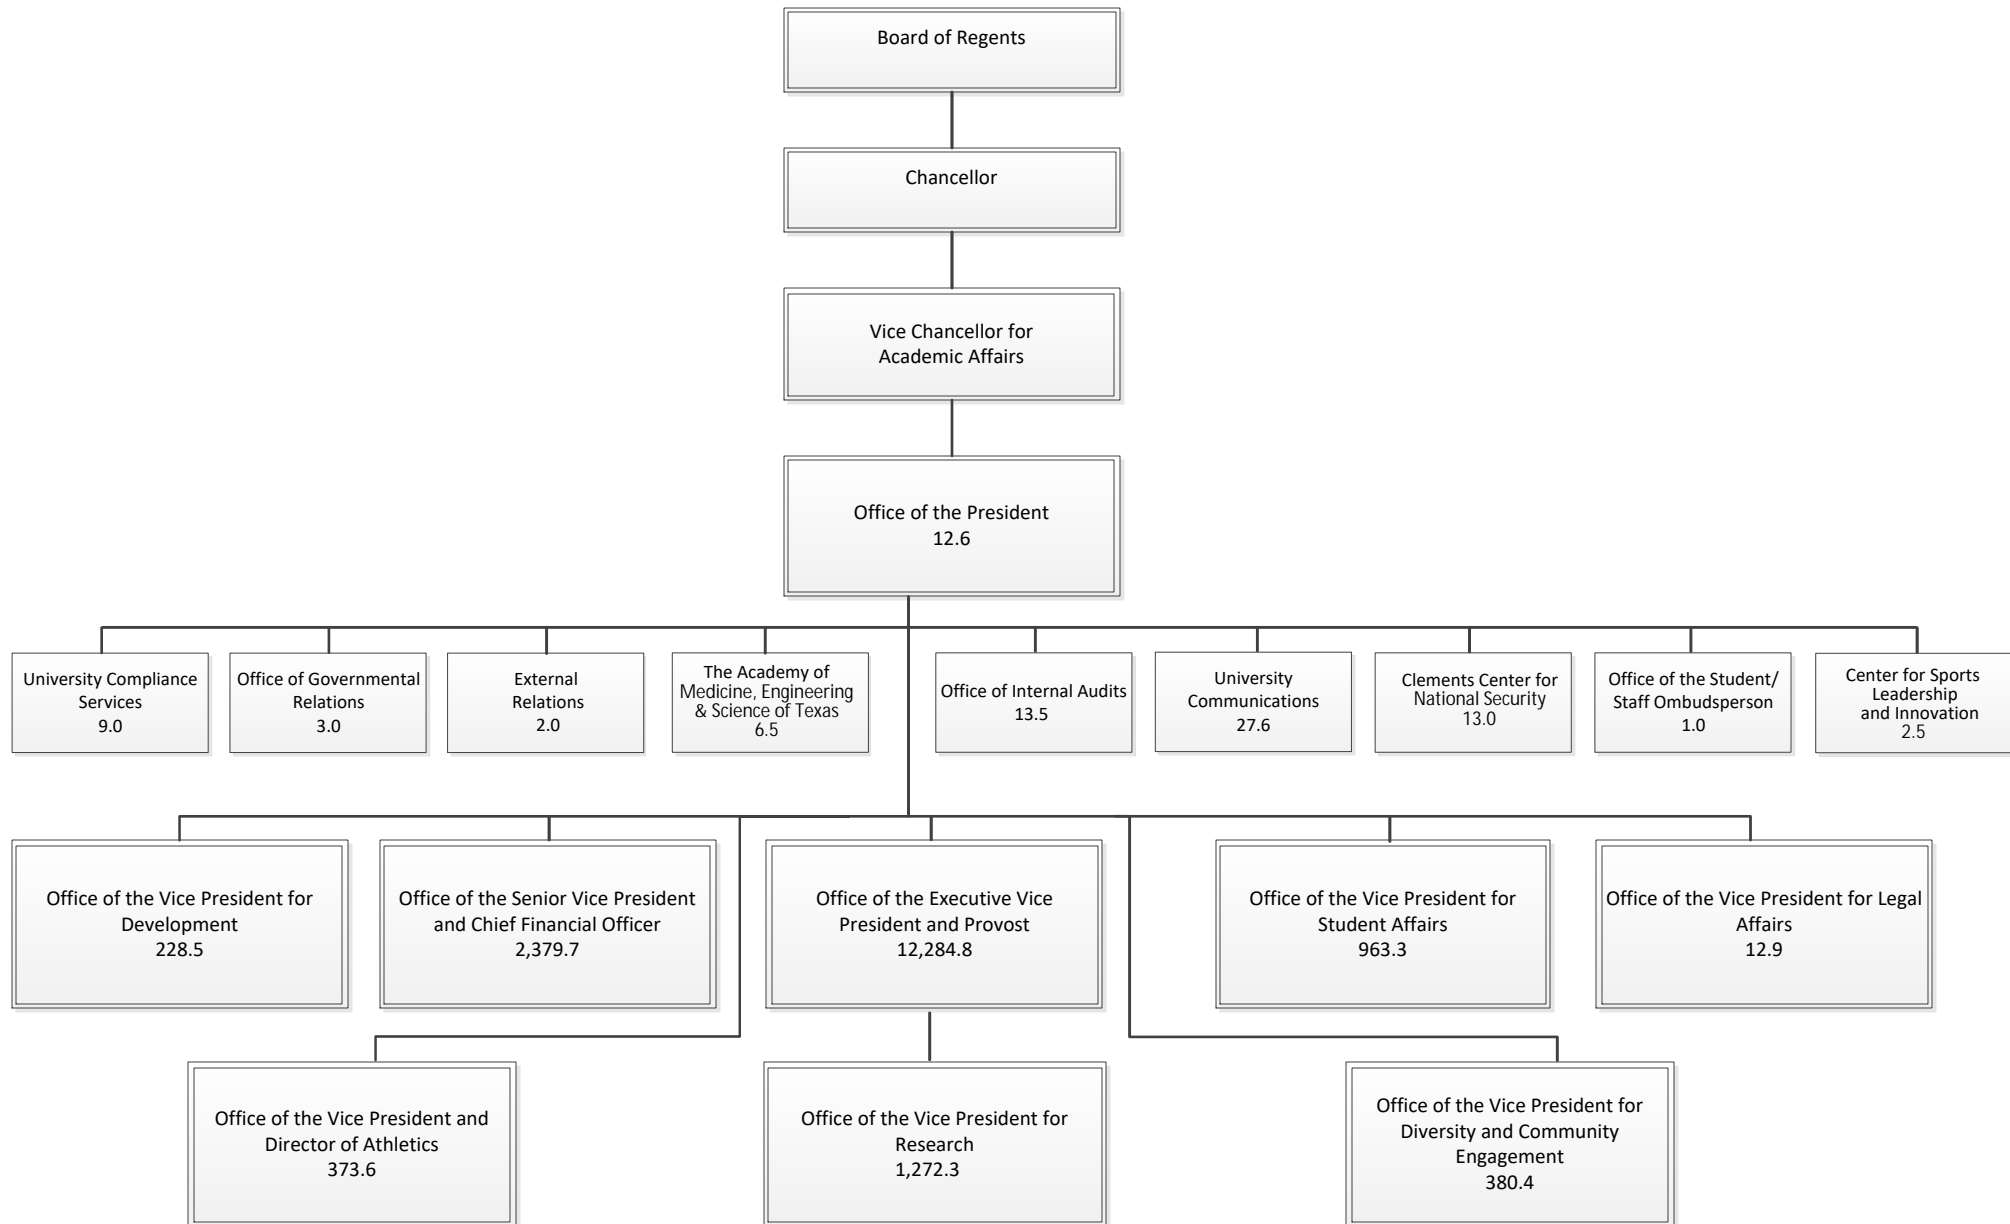 Board of Regents
Chancellor
Vice Chancellor for
Academic Affairs
Office of the President
12.6
University Compliance
Services
9.0
Office of Governmental
Relations
3.0
External
Relations
2.0
The Academy of
Medicine, Engineering
& Science of Texas
6.5
Office of Internal Audits
13.5
University
Communications
27.6
Clements Center for
National Security
13.0
Office of the Student/
Staff Ombudsperson
1.0
Center for Sports
Leadership
and Innovation
2.5
Office of the Vice President for
Development
228.5
Office of the Senior Vice President
and Chief Financial Officer
2,379.7
Office of the Executive Vice
President and Provost
12,284.8
Office of the Vice President for
Student Affairs
963.3
Office of the Vice President for Legal
Affairs
12.9
Office of the Vice President and
Director of Athletics
373.6
Office of the Vice President for
Research
1,272.3
Office of the Vice President for
Diversity and Community
Engagement
380.4